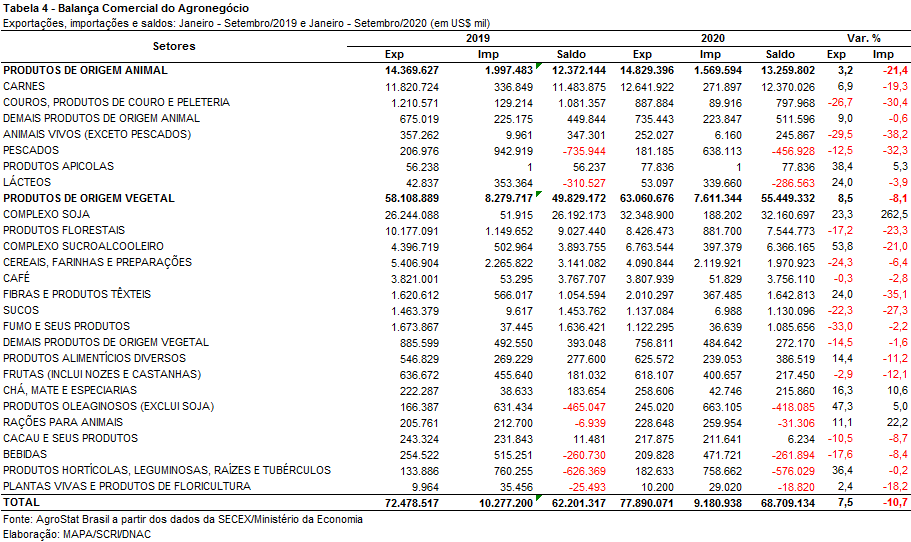 Tabela 4 - Balança Comercial do Agronegócio
Exportações, importações e saldos: Janeiro - Setembro/2019 e Janeiro - Setembro/2020 (em US$ mil)
Setores 2019 2020 Var. %
Exp Imp Saldo Exp Imp Saldo Exp Imp
PRODUTOS DE ORIGEM ANIMAL 14.369.627 1.997.483 12.372.144 14.829.396 1.569.594 13.259.802 3,2 -21,4
CARNES 11.820.724 336.849 11.483.875 12.641.922 271.897 12.370.026 6,9 -19,3
COUROS, PRODUTOS DE COURO E PELETERIA 1.210.571 129.214 1.081.357 887.884 89.916 797.968 -26,7 -30,4
DEMAIS PRODUTOS DE ORIGEM ANIMAL 675.019 225.175 449.844 735.443 223.847 511.596 9,0 -0,6
ANIMAIS VIVOS (EXCETO PESCADOS) 357.262 9.961 347.301 252.027 6.160 245.867 -29,5 -38,2
PESCADOS 206.976 942.919 -735.944 181.185 638.113 -456.928 -12,5 -32,3
PRODUTOS APICOLAS 56.238 1 56.237 77.836 1 77.836 38,4 5,3
LÁCTEOS 42.837 353.364 -310.527 53.097 339.660 -286.563 24,0 -3,9
PRODUTOS DE ORIGEM VEGETAL 58.108.889 8.279.717 49.829.172 63.060.676 7.611.344 55.449.332 8,5 -8,1
COMPLEXO SOJA 26.244.088 51.915 26.192.173 32.348.900 188.202 32.160.697 23,3 262,5
PRODUTOS FLORESTAIS 10.177.091 1.149.652 9.027.440 8.426.473 881.700 7.544.773 -17,2 -23,3
COMPLEXO SUCROALCOOLEIRO 4.396.719 502.964 3.893.755 6.763.544 397.379 6.366.165 53,8 -21,0
CEREAIS, FARINHAS E PREPARAÇÕES 5.406.904 2.265.822 3.141.082 4.090.844 2.119.921 1.970.923 -24,3 -6,4
CAFÉ 3.821.001 53.295 3.767.707 3.807.939 51.829 3.756.110 -0,3 -2,8
FIBRAS E PRODUTOS TÊXTEIS 1.620.612 566.017 1.054.594 2.010.297 367.485 1.642.813 24,0 -35,1
SUCOS 1.463.379 9.617 1.453.762 1.137.084 6.988 1.130.096 -22,3 -27,3
FUMO E SEUS PRODUTOS 1.673.867 37.445 1.636.421 1.122.295 36.639 1.085.656 -33,0 -2,2
DEMAIS PRODUTOS DE ORIGEM VEGETAL 885.599 492.550 393.048 756.811 484.642 272.170 -14,5 -1,6
PRODUTOS ALIMENTÍCIOS DIVERSOS 546.829 269.229 277.600 625.572 239.053 386.519 14,4 -11,2
FRUTAS (INCLUI NOZES E CASTANHAS) 636.672 455.640 181.032 618.107 400.657 217.450 -2,9 -12,1
CHÁ, MATE E ESPECIARIAS 222.287 38.633 183.654 258.606 42.746 215.860 16,3 10,6
PRODUTOS OLEAGINOSOS (EXCLUI SOJA) 166.387 631.434 -465.047 245.020 663.105 -418.085 47,3 5,0
RAÇÕES PARA ANIMAIS 205.761 212.700 -6.939 228.648 259.954 -31.306 11,1 22,2
CACAU E SEUS PRODUTOS 243.324 231.843 11.481 217.875 211.641 6.234 -10,5 -8,7
BEBIDAS 254.522 515.251 -260.730 209.828 471.721 -261.894 -17,6 -8,4
PRODUTOS HORTÍCOLAS, LEGUMINOSAS, RAÍZES E TUBÉRCULOS 133.886 760.255 -626.369 182.633 758.662 -576.029 36,4 -0,2
PLANTAS VIVAS E PRODUTOS DE FLORICULTURA 9.964 35.456 -25.493 10.200 29.020 -18.820 2,4 -18,2
TOTAL 72.478.517 10.277.200 62.201.317 77.890.071 9.180.938 68.709.134 7,5 -10,7
Fonte: AgroStat Brasil a partir dos dados da SECEX/Ministério da Economia
Elaboração: MAPA/SCRI/DNAC